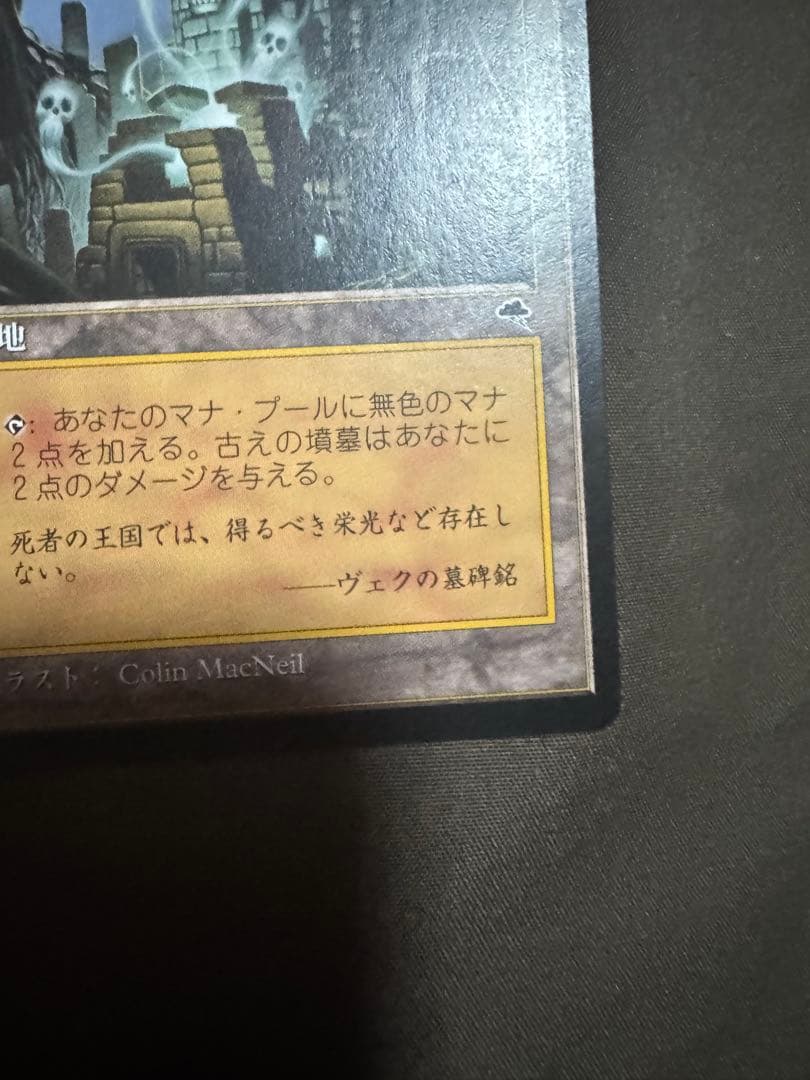 地
: あなたのマナ・プールに無色のマナ
2点を加える。古えの墳墓はあなたに
2点のダメージを与える。
死者の王国では、得るべき栄光など存在し
ない。
――ヴェクの墓碑銘
ラスト: Colin MacNeil